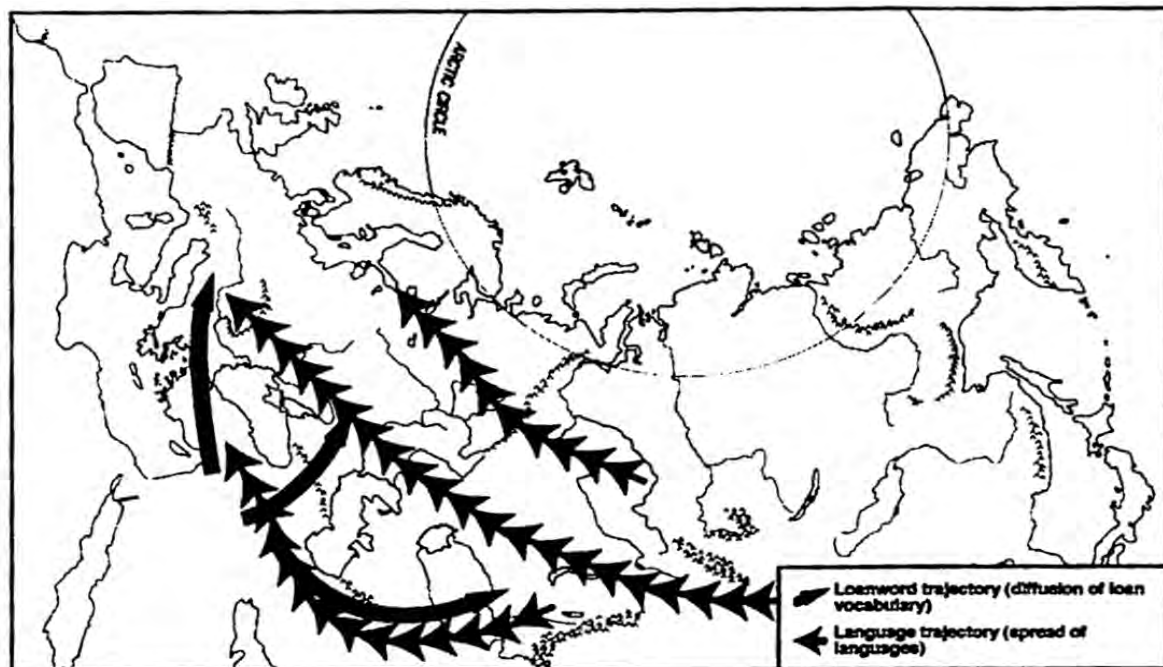 ARCTIC CIRCLE
d
Loanword trajectory (diffusion of loan
vocabulary)
Language trajectory (spread of
languages)